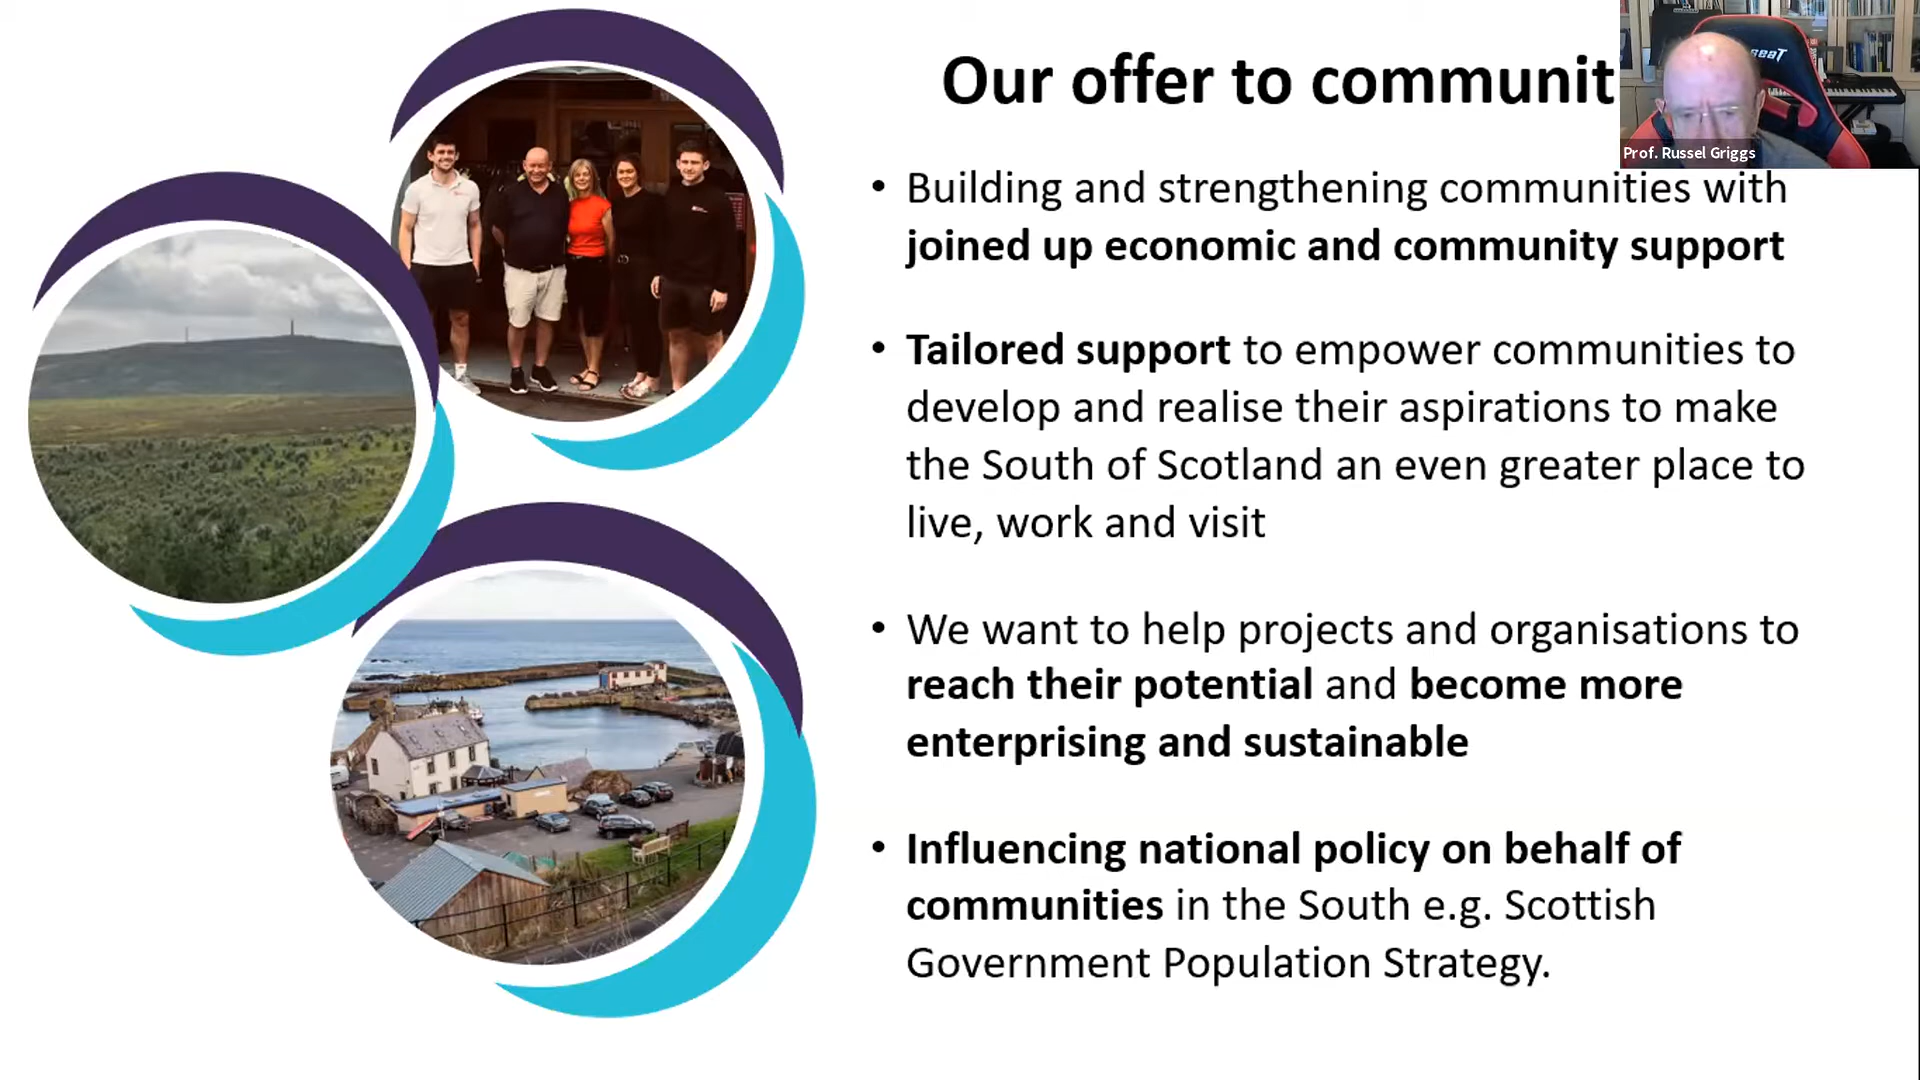 Our offer to communit
Prof. Russel Griggs
• Building and strengthening communities with
joined up economic and community support
• Tailored support to empower communities to
develop and realise their aspirations to make
the South of Scotland an even greater place to
live, work and visit
• We want to help projects and organisations to
reach their potential and become more
enterprising and sustainable
• Influencing national policy on behalf of
communities in the South e.g. Scottish
Government Population Strategy.